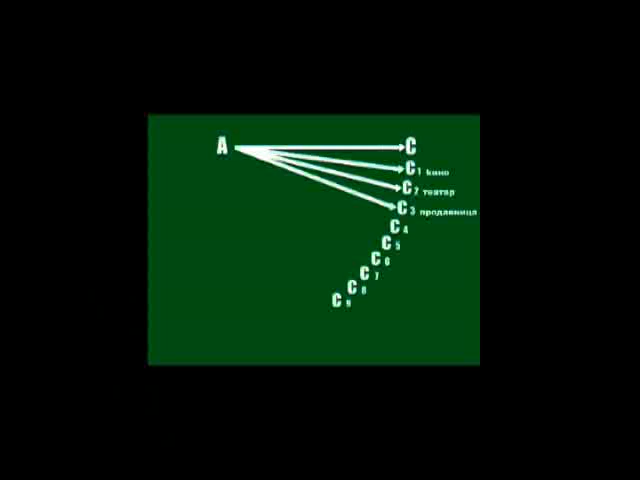 A C
C1 кино
C2 театар
C3 продавница
C4
C5
C6
C7
C8
C9